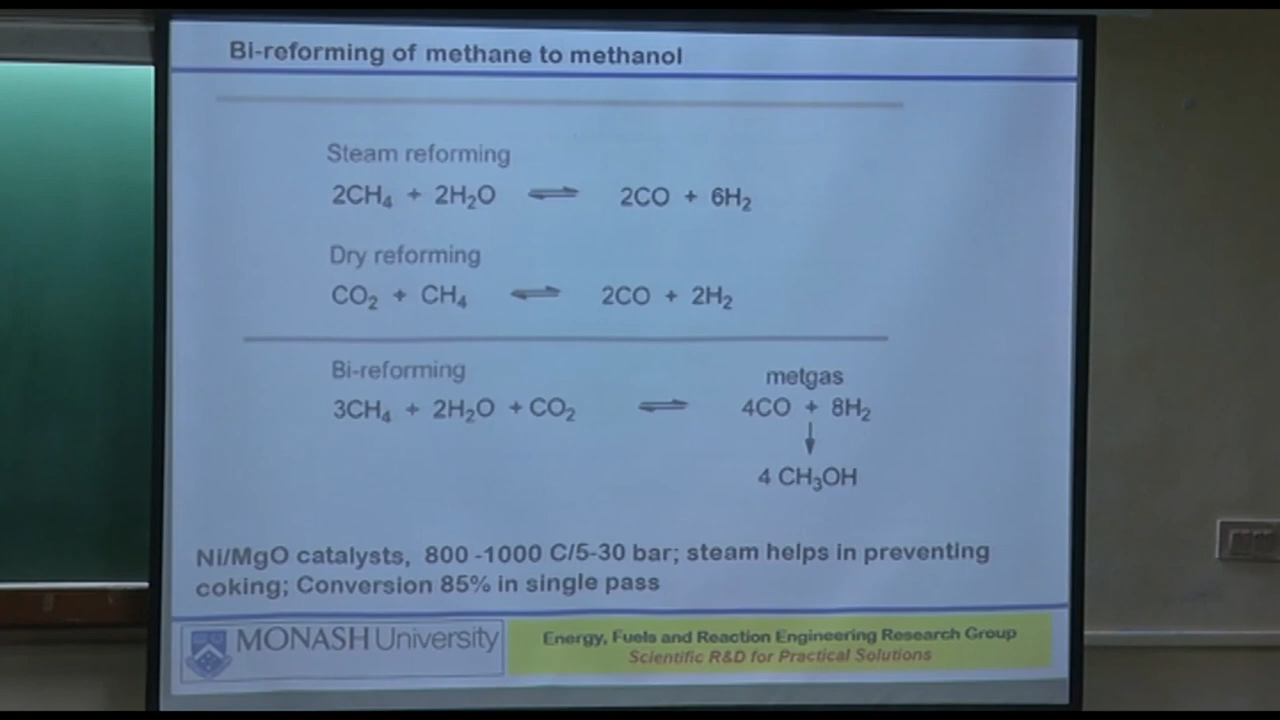 Bi-reforming of methane to methanol
Steam reforming
2CH₄ + 2H₂O ⇌ 2CO + 6H₂
Dry reforming
CO₂ + CH₄ ⇌ 2CO + 2H₂
Bi-reforming
metgas
3CH₄ + 2H₂O + CO₂ ⇌ 4CO + 8H₂
↓
4 CH₃OH
Ni/MgO catalysts, 800 -1000 C/5-30 bar; steam helps in preventing
coking; Conversion 85% in single pass
MONASH University
Energy, Fuels and Reaction Engineering Research Group
Scientific R&D for Practical Solutions